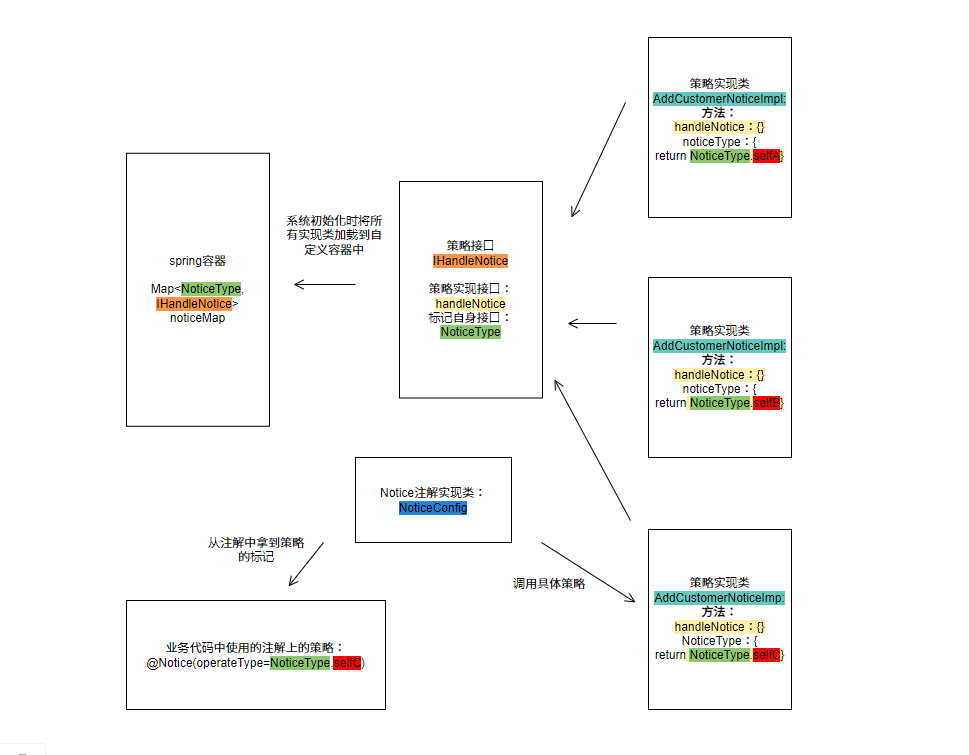 spring容器
Map<NoticeType,
IHandleNotice>
noticeMap
系统初始化时将所
有实现类加载到自
定义容器中
策略接口
IHandleNotice
策略实现接口：
handleNotice
标记自身接口：
NoticeType
策略实现类
AddCustomerNoticeImpl:
方法：
handleNotice：{}
noticeType：{
return NoticeType.selfA}
策略实现类
AddCustomerNoticeImpl:
方法：
handleNotice：{}
noticeType：{
return NoticeType.selfB}
Notice注解实现类：
NoticeConfig
从注解中拿到策略
的标记
调用具体策略
业务代码中使用的注解上的策略：
@Notice(operateType=NoticeType.selfC)
策略实现类
AddCustomerNoticeImp:
方法：
handleNotice：{}
NoticeType：{
return NoticeType.selfC}